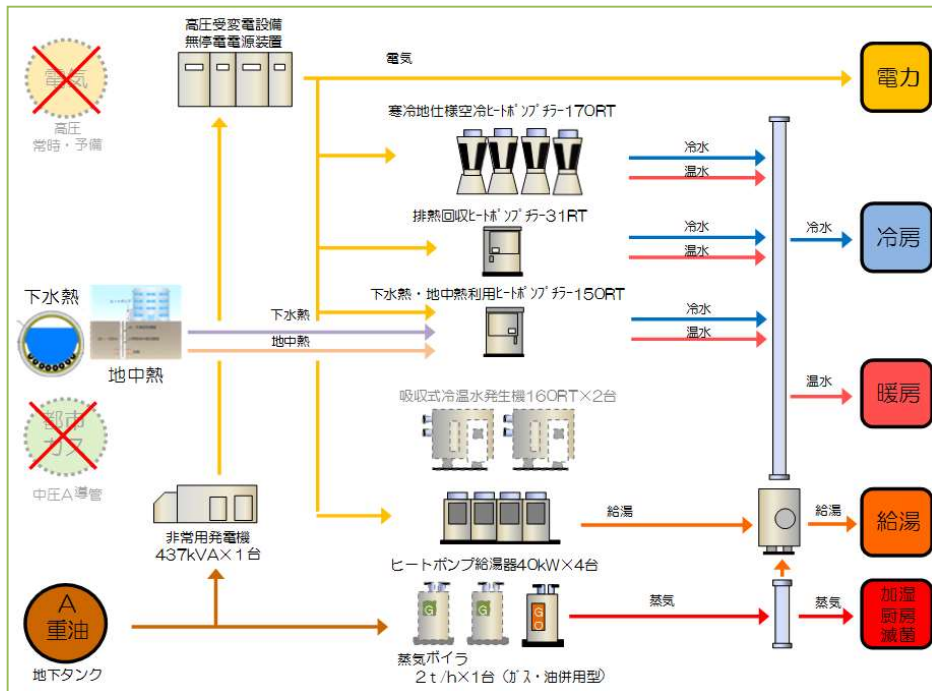 高圧受変電設備
無停電電源装置
電気
高圧
常時・予備
電気
電力
寒冷地仕様空冷ﾋｰﾄﾎﾟﾝﾌﾟﾁﾗｰ170RT
冷水
温水
排熱回収ﾋｰﾄﾎﾟﾝﾌﾟﾁﾗｰ31RT
冷水
温水
冷水
冷房
下水熱・地中熱利用ﾋｰﾄﾎﾟﾝﾌﾟﾁﾗｰ150RT
下水熱
地中熱
下水熱
地中熱
冷水
温水
温水
暖房
都市
ガス
中圧A導管
吸収式冷温水発生機160RT×2台
非常用発電機
437kVA×1台
給湯
給湯
給湯
ヒートポンプ給湯器40kW×4台
A
重油
地下タンク
G
G
G
O
蒸気
蒸気
加湿
厨房
滅菌
蒸気ボイラ
2t/h×1台（ｶﾞｽ・油併用型）